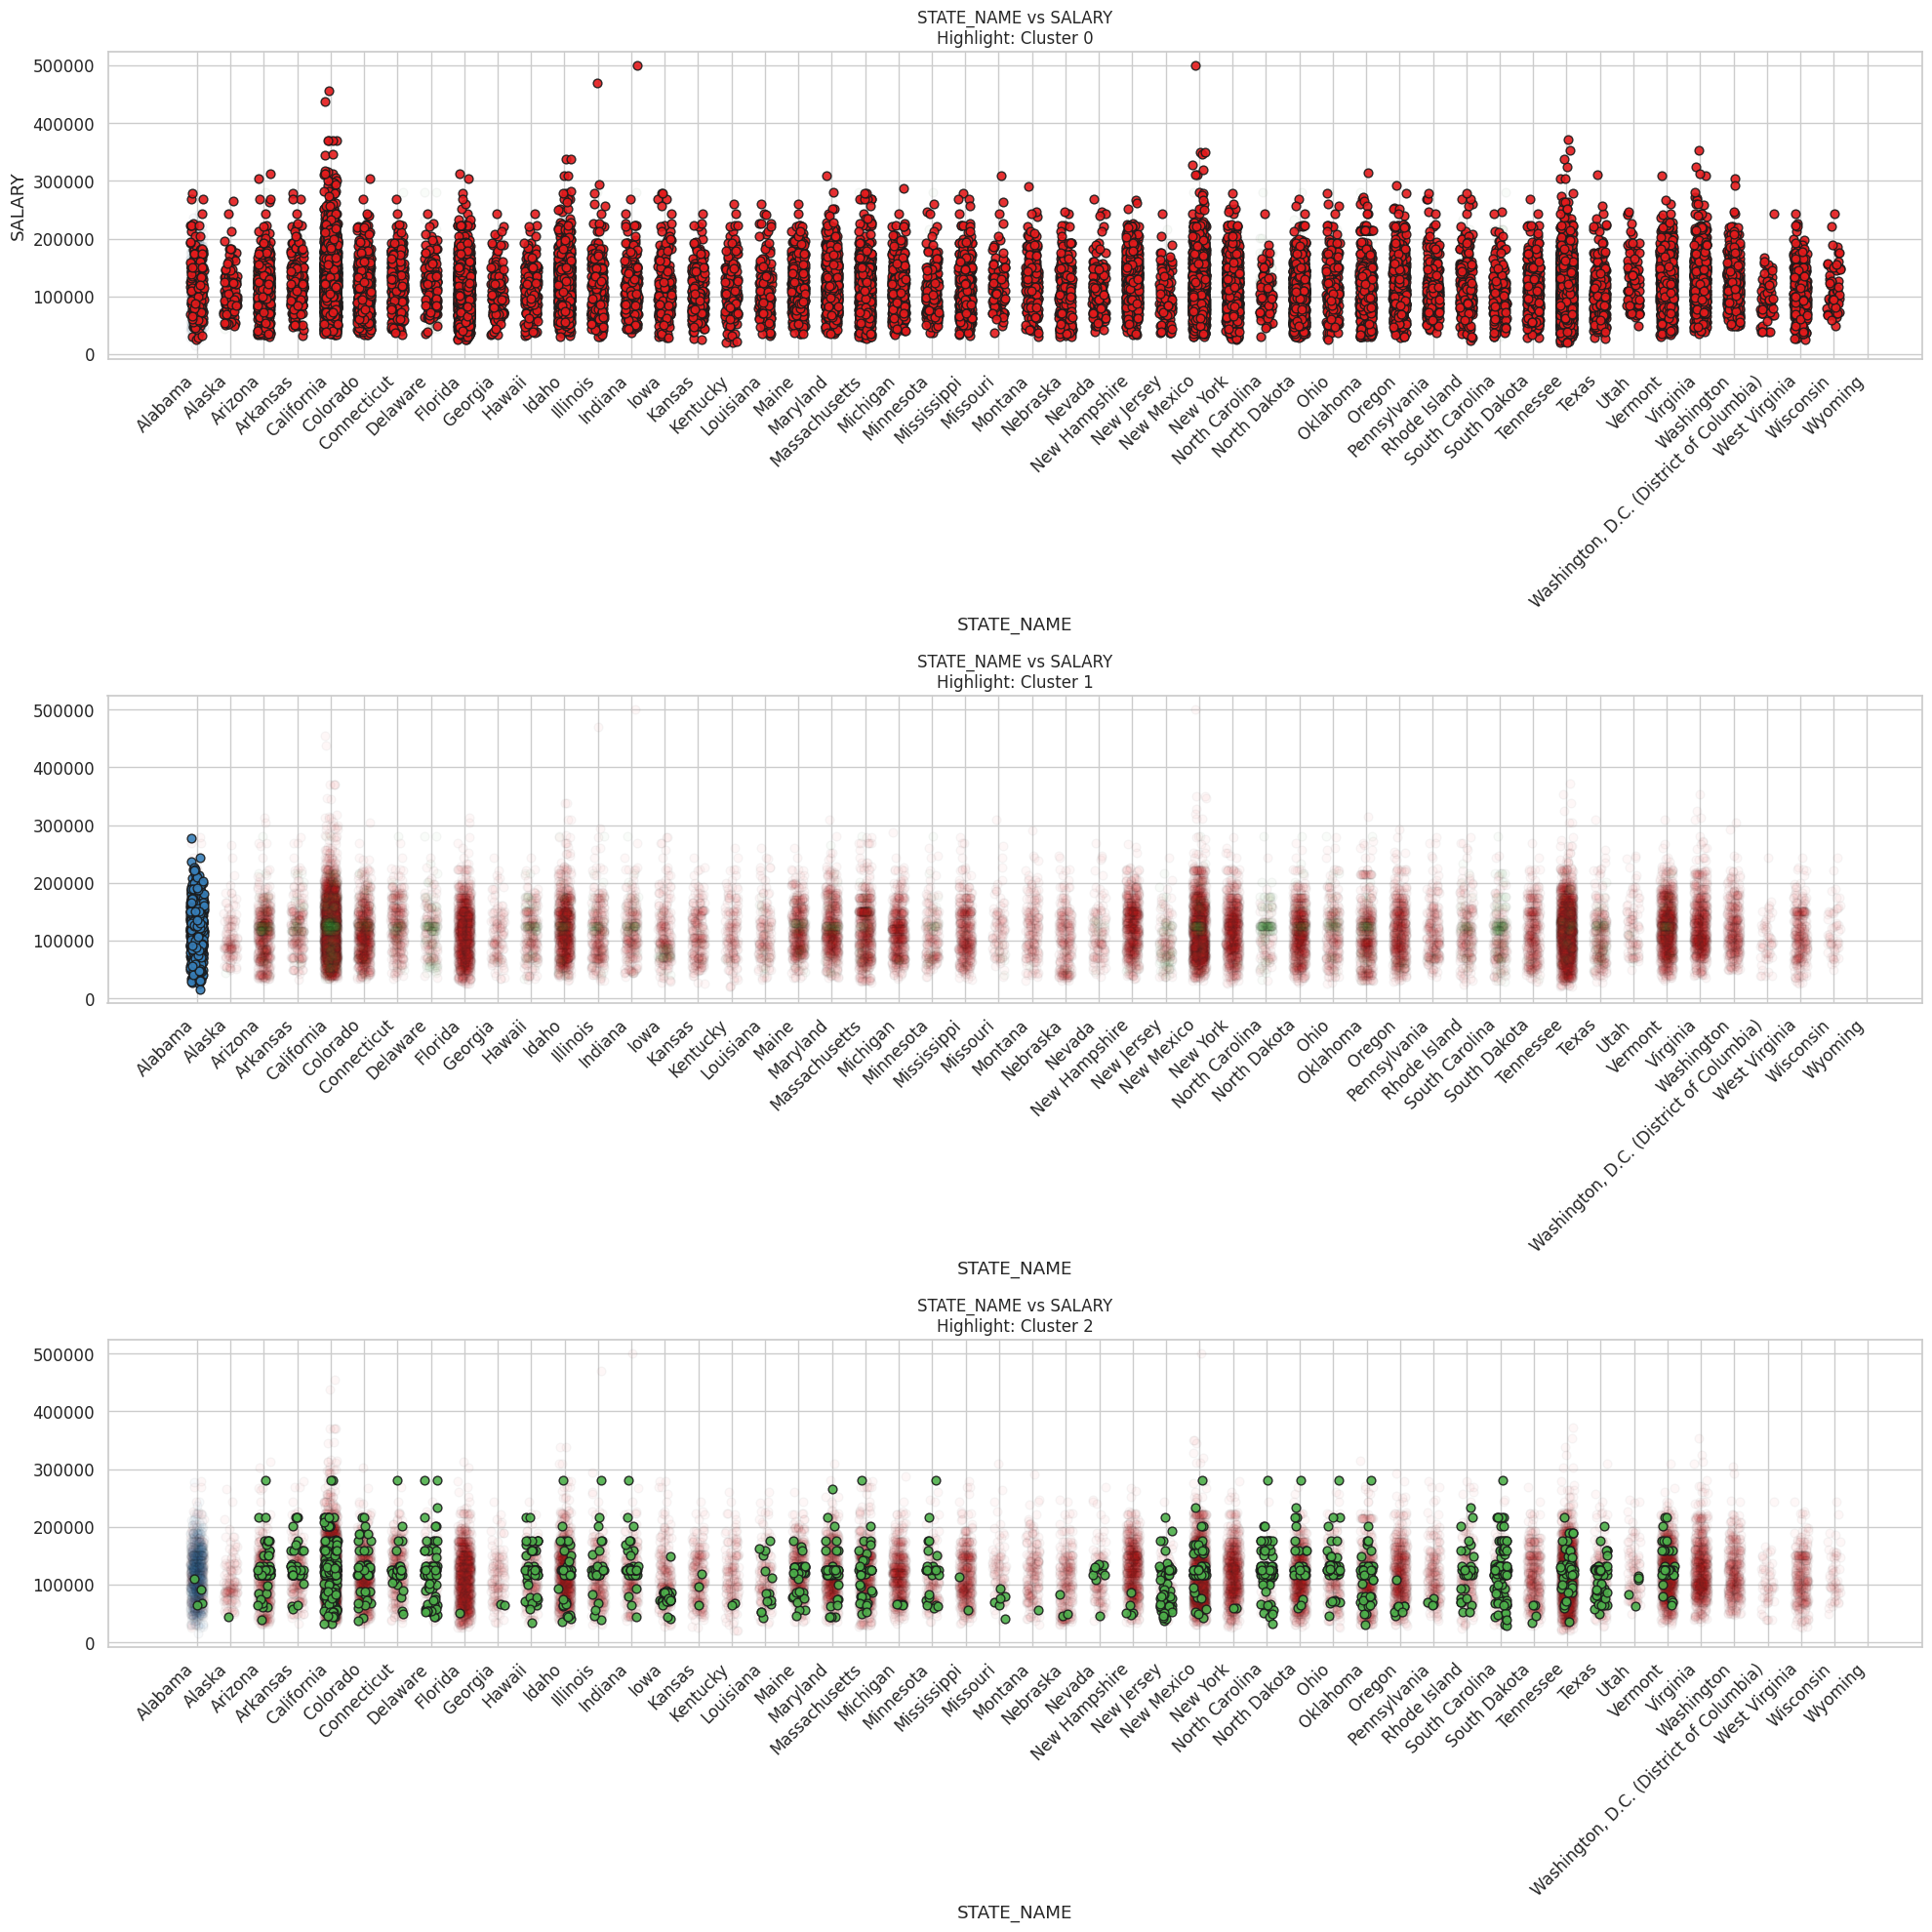 STATE_NAME vs SALARY
Highlight: Cluster 0
500000
400000
300000
200000
100000
0
SALARY
Alabama
Alaska
Arizona
Arkansas
California
Colorado
Connecticut
Delaware
Florida
Georgia
Hawaii
Idaho
Illinois
Indiana
Iowa
Kansas
Kentucky
Louisiana
Maine
Maryland
Massachusetts
Michigan
Minnesota
Mississippi
Missouri
Montana
Nebraska
Nevada
New Hampshire
New Jersey
New Mexico
New York
North Carolina
North Dakota
Ohio
Oklahoma
Oregon
Pennsylvania
Rhode Island
South Carolina
South Dakota
Tennessee
Texas
Utah
Vermont
Virginia
Washington
Washington, D.C. (District of Columbia)
West Virginia
Wisconsin
Wyoming
STATE_NAME
STATE_NAME vs SALARY
Highlight: Cluster 1
500000
400000
300000
200000
100000
0
Alabama
Alaska
Arizona
Arkansas
California
Colorado
Connecticut
Delaware
Florida
Georgia
Hawaii
Idaho
Illinois
Indiana
Iowa
Kansas
Kentucky
Louisiana
Maine
Maryland
Massachusetts
Michigan
Minnesota
Mississippi
Missouri
Montana
Nebraska
Nevada
New Hampshire
New Jersey
New Mexico
New York
North Carolina
North Dakota
Ohio
Oklahoma
Oregon
Pennsylvania
Rhode Island
South Carolina
South Dakota
Tennessee
Texas
Utah
Vermont
Virginia
Washington
Washington, D.C. (District of Columbia)
West Virginia
Wisconsin
Wyoming
STATE_NAME
STATE_NAME vs SALARY
Highlight: Cluster 2
500000
400000
300000
200000
100000
0
Alabama
Alaska
Arizona
Arkansas
California
Colorado
Connecticut
Delaware
Florida
Georgia
Hawaii
Idaho
Illinois
Indiana
Iowa
Kansas
Kentucky
Louisiana
Maine
Maryland
Massachusetts
Michigan
Minnesota
Mississippi
Missouri
Montana
Nebraska
Nevada
New Hampshire
New Jersey
New Mexico
New York
North Carolina
North Dakota
Ohio
Oklahoma
Oregon
Pennsylvania
Rhode Island
South Carolina
South Dakota
Tennessee
Texas
Utah
Vermont
Virginia
Washington
Washington, D.C. (District of Columbia)
West Virginia
Wisconsin
Wyoming
STATE_NAME